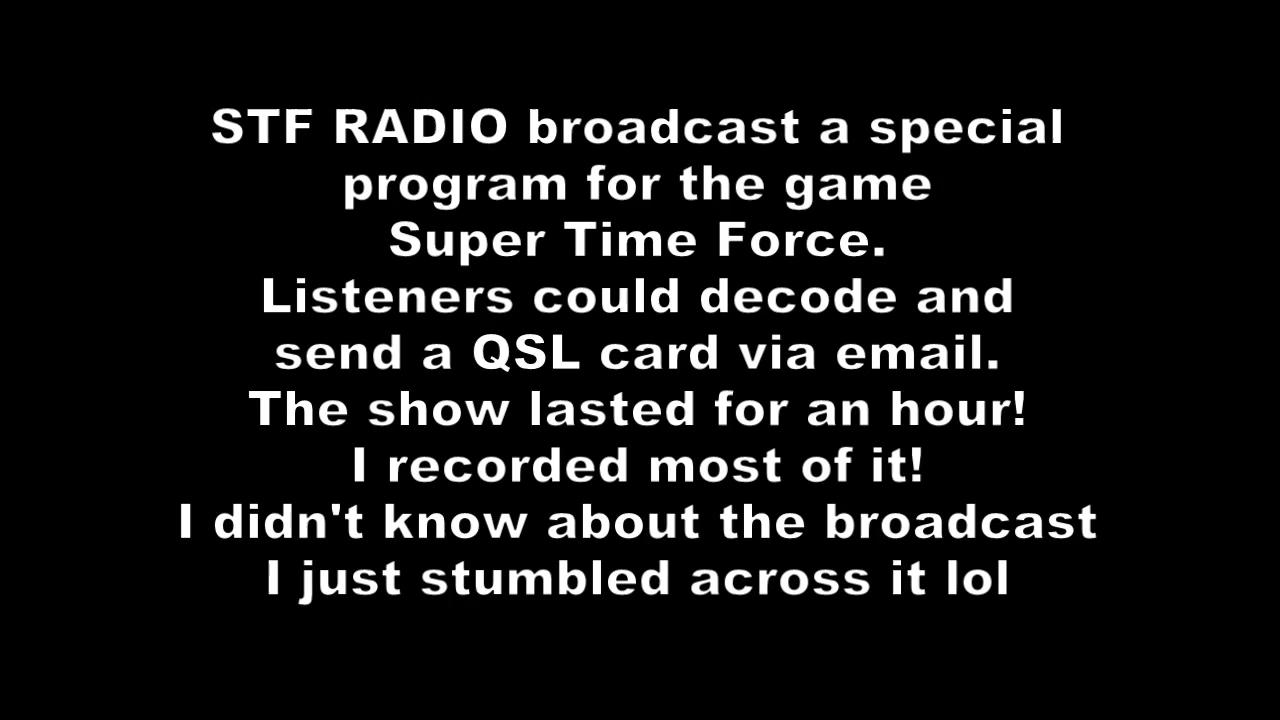 STF RADIO broadcast a special
program for the game
Super Time Force.
Listeners could decode and
send a QSL card via email.
The show lasted for an hour!
I recorded most of it!
I didn't know about the broadcast
I just stumbled across it lol